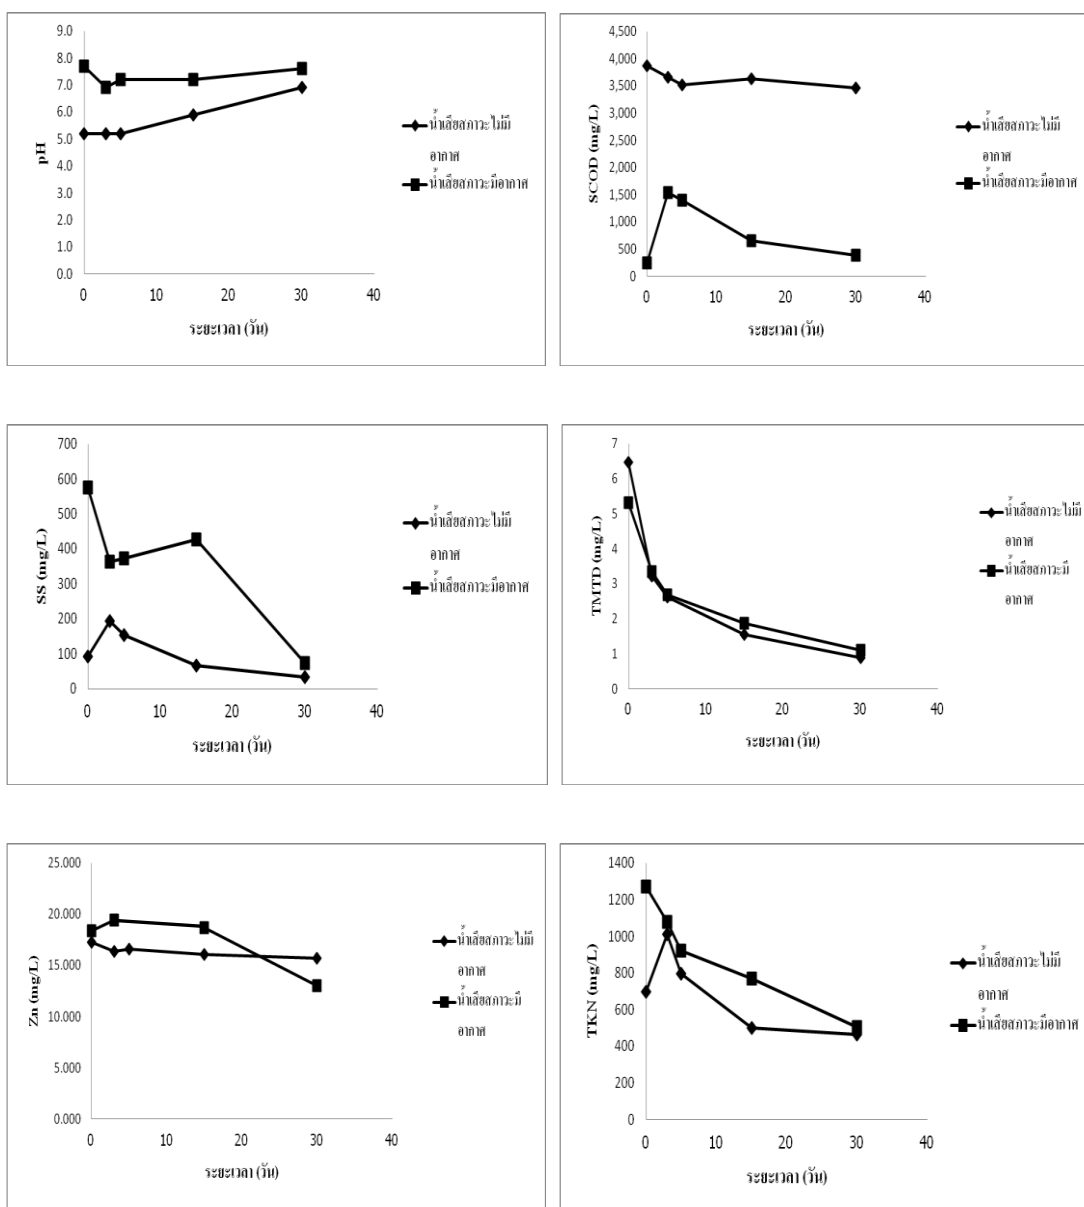 9.0
8.0
7.0
6.0
5.0
4.0
3.0
2.0
1.0
0.0
pH
0 10 20 30 40
ระยะเวลา (วัน)
น้ำเสียสภาวะไม่มี
อากาศ
น้ำเสียสภาวะมีอากาศ
4,500
4,000
3,500
3,000
2,500
2,000
1,500
1,000
500
0
SCOD (mg/L)
0 10 20 30 40
ระยะเวลา (วัน)
น้ำเสียสภาวะไม่มี
อากาศ
น้ำเสียสภาวะมีอากาศ
700
600
500
400
300
200
100
0
SS (mg/L)
0 10 20 30 40
ระยะเวลา (วัน)
น้ำเสียสภาวะไม่มี
อากาศ
น้ำเสียสภาวะมีอากาศ
7
6
5
4
3
2
1
0
TMTD (mg/L)
0 10 20 30 40
ระยะเวลา (วัน)
น้ำเสียสภาวะไม่มี
อากาศ
น้ำเสียสภาวะมี
อากาศ
25.000
20.000
15.000
10.000
5.000
0.000
Zn (mg/L)
0 10 20 30 40
ระยะเวลา (วัน)
น้ำเสียสภาวะไม่มี
อากาศ
น้ำเสียสภาวะมี
อากาศ
1400
1200
1000
800
600
400
200
0
TKN (mg/L)
0 10 20 30 40
ระยะเวลา (วัน)
น้ำเสียสภาวะไม่มี
อากาศ
น้ำเสียสภาวะมีอากาศ